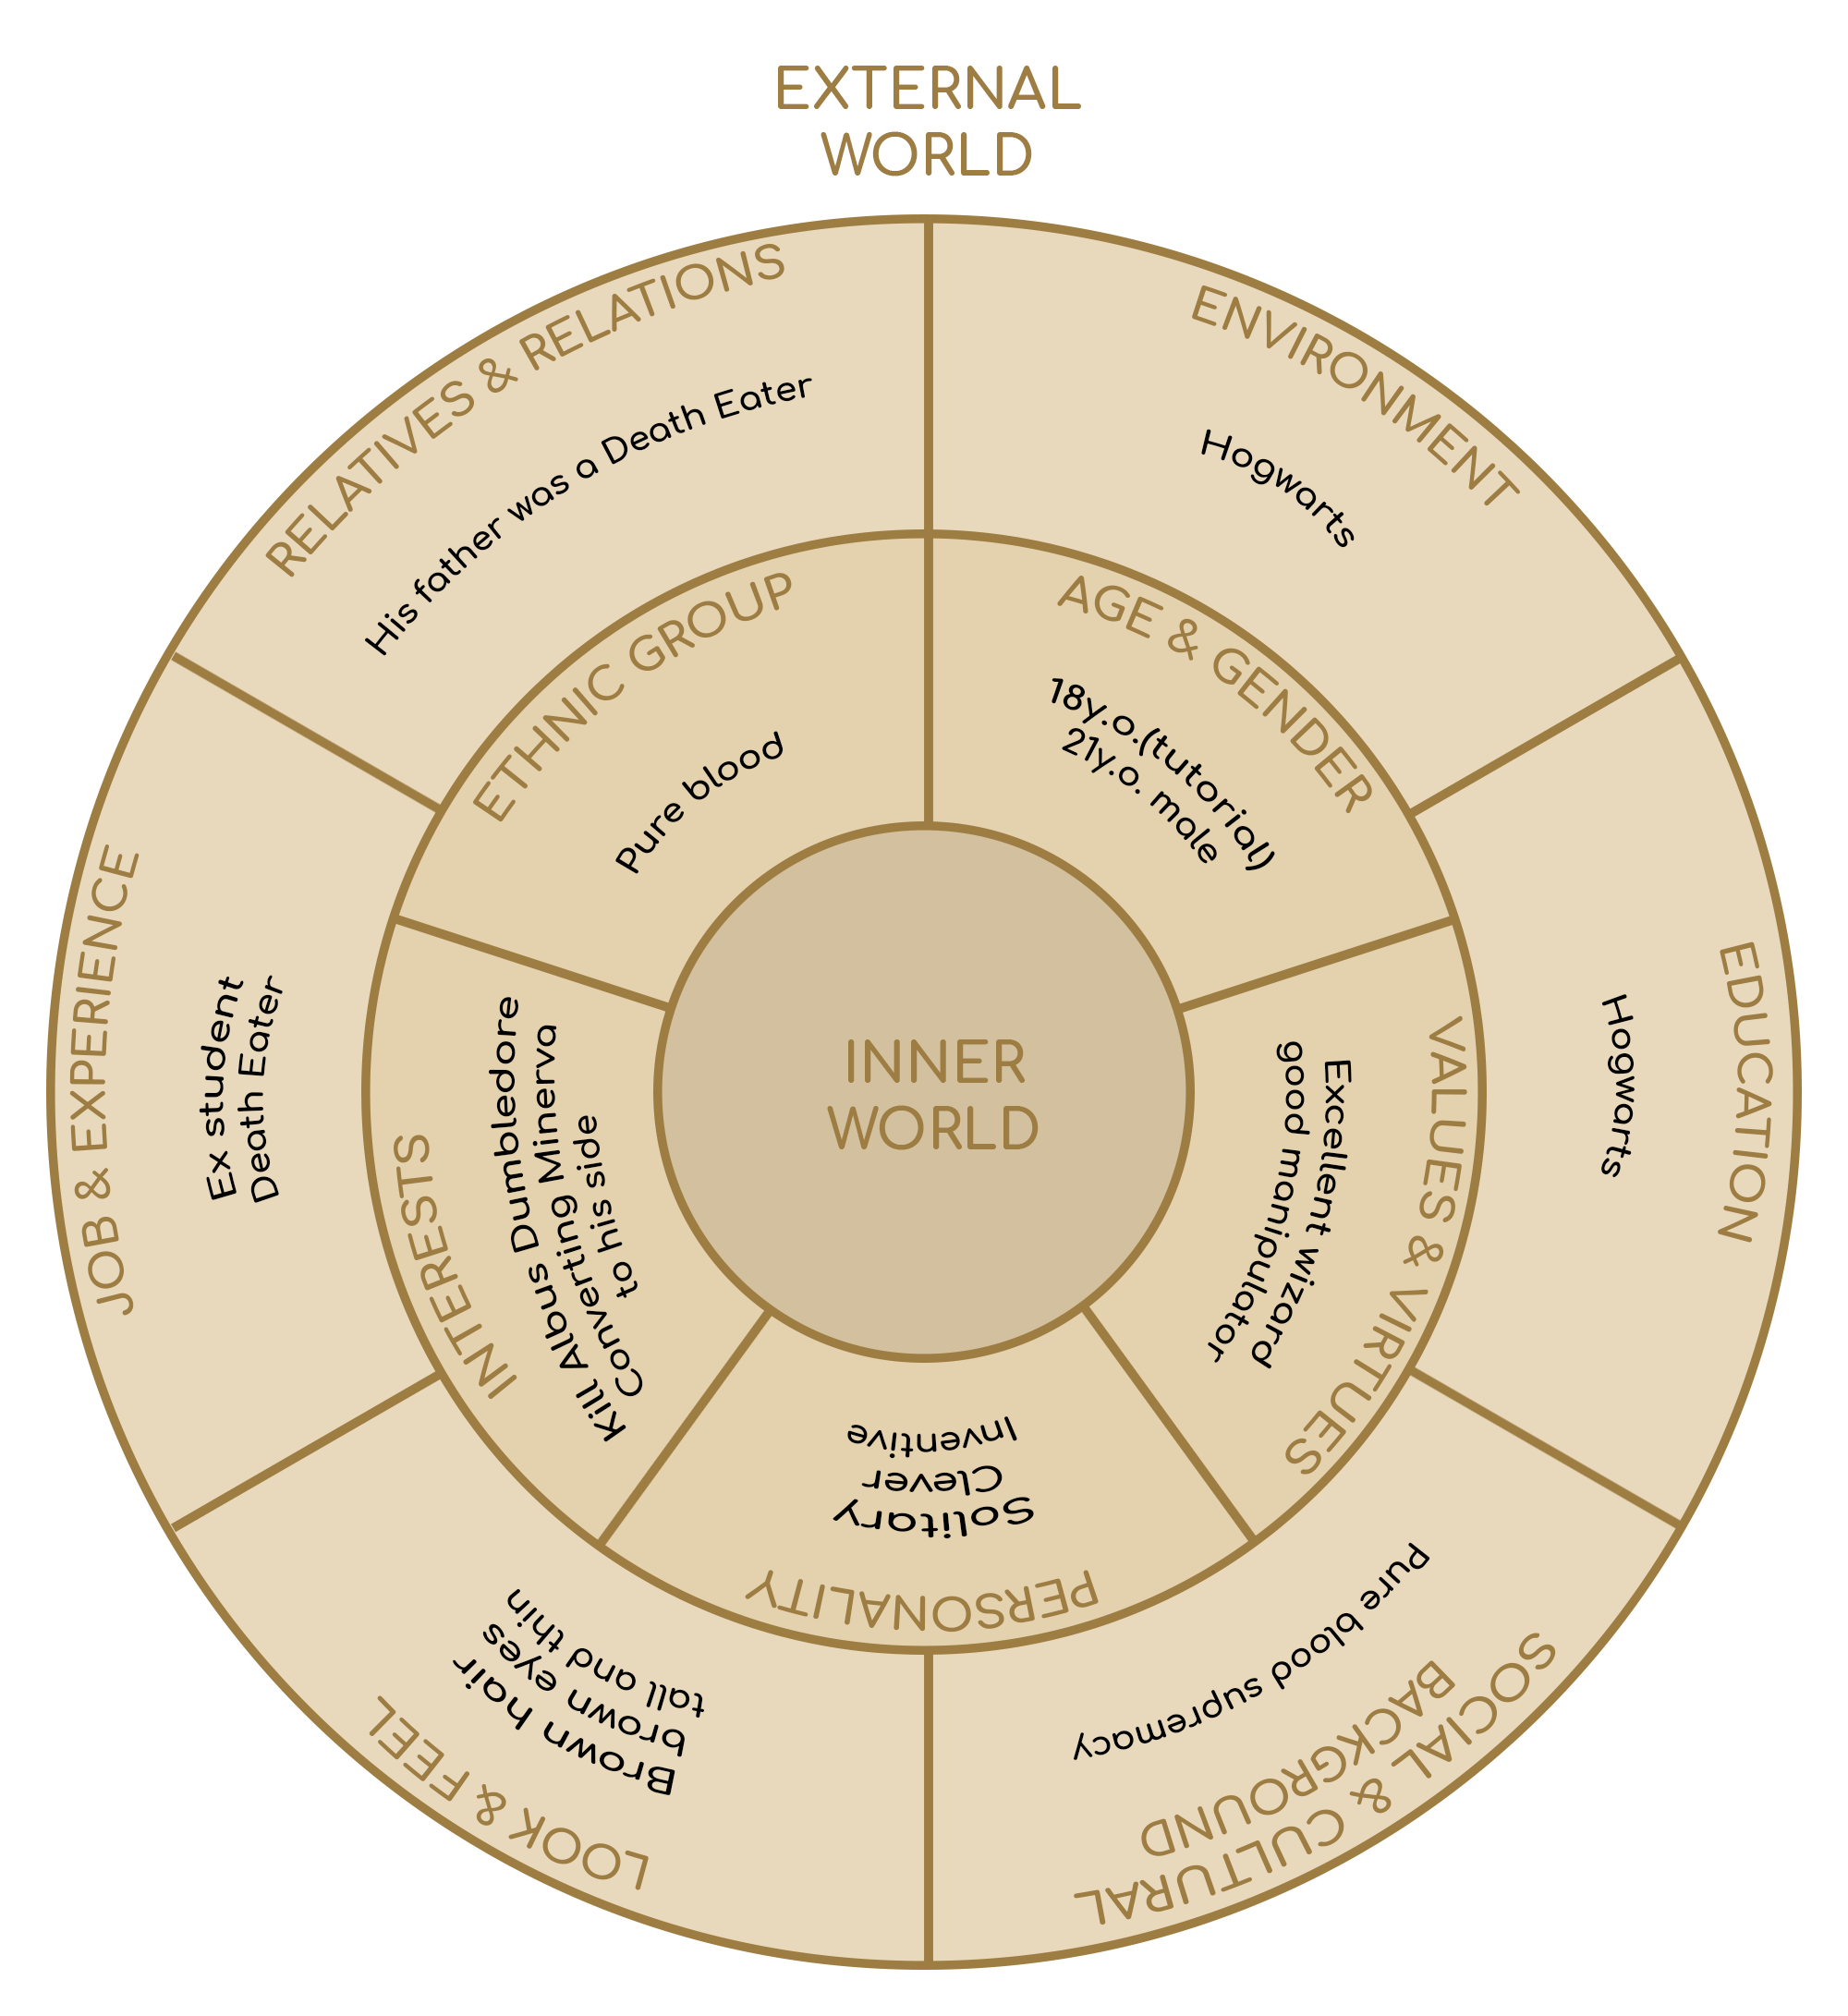 EXTERNAL
WORLD
RELATIVES & RELATIONS
His father was a Death Eater
ENVIRONMENT
Hogwarts
EDUCATION
Hogwarts
SOCIAL & CULTURAL
BACKGROUND
Pure blood supremacy
LOOK & FEEL
Brown hair
brown eyes
tall and thin
JOB & EXPERIENCE
Ex student
Death Eater
ETHNIC GROUP
Pure blood
AGE & GENDER
18y.o.(tutorial)
21y.o. male
VALUES & VIRTUES
Excellent wizard
good manipulator
PERSONALITY
Solitary
Clever
Inventive
INTERESTS
Kill Albus Dumbledore
Converting Minerva
to his side
INNER
WORLD